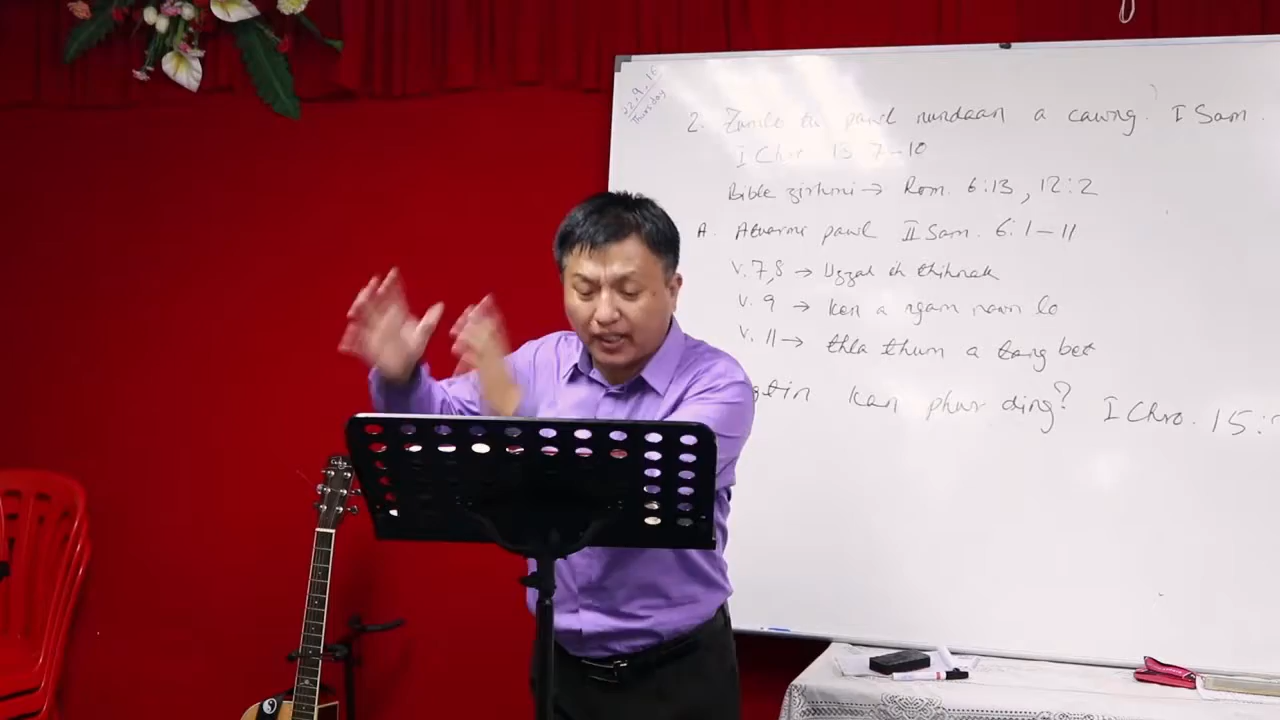 22.9.16
Thursday
2. Zumlo tu pawl nundaan a cawng. I Sam.
I Chro 13 7-10
Bible zirhmi → Rom. 6:13, 12:2
A. Atuarmi pawl II Sam. 6:1-11
V.7,8 → Uzzah ih thihnak
V.9 → ken a ngam nawn lo
V.11 → thla thum a tang bet
kan phur ding? I Chro. 15: